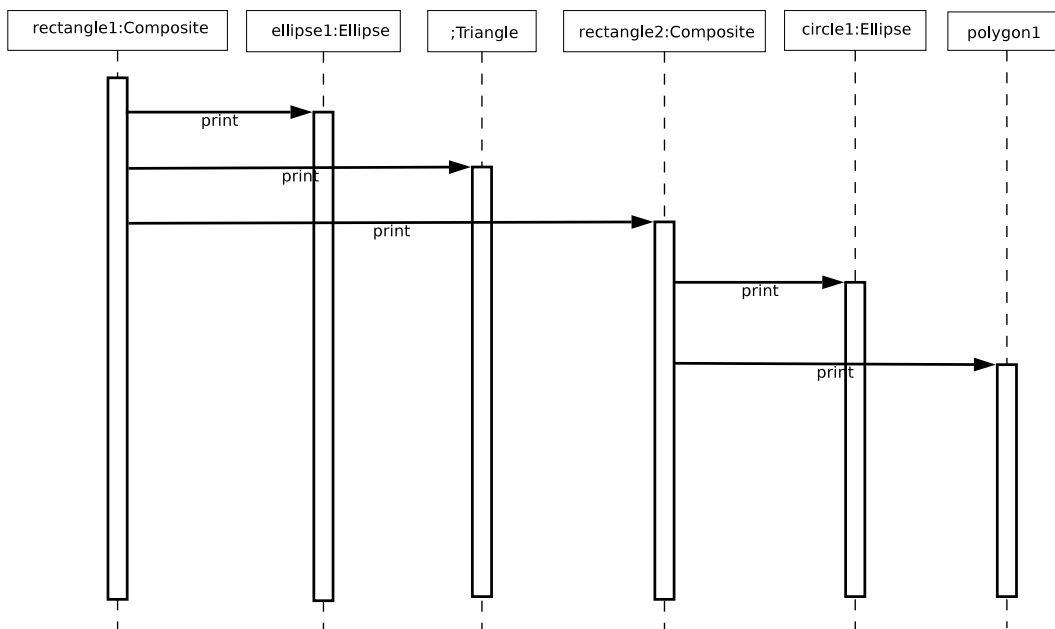 rectangle1:Composite
ellipse1:Ellipse
;Triangle
rectangle2:Composite
circle1:Ellipse
polygon1
print
print
print
print
print